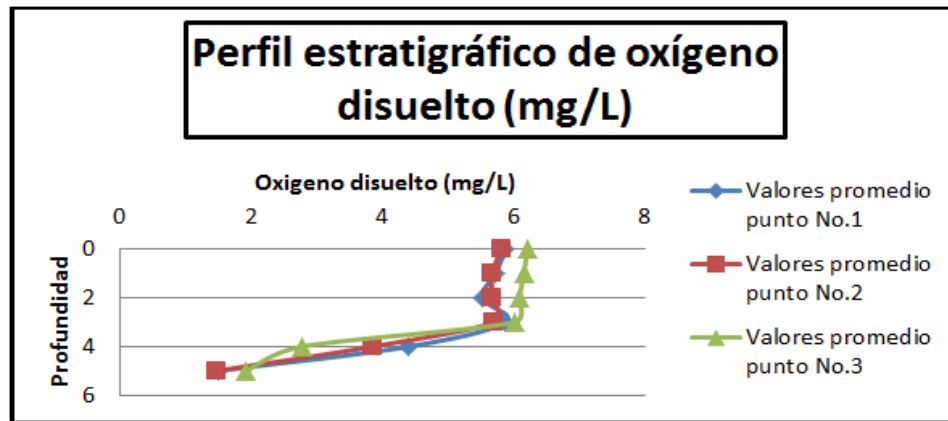 Perfil estratigráfico de oxígeno
disuelto (mg/L)
Oxigeno disuelto (mg/L)
0 2 4 6 8
0
2
4
6
Profundidad
Valores promedio
punto No.1
Valores promedio
punto No.2
Valores promedio
punto No.3